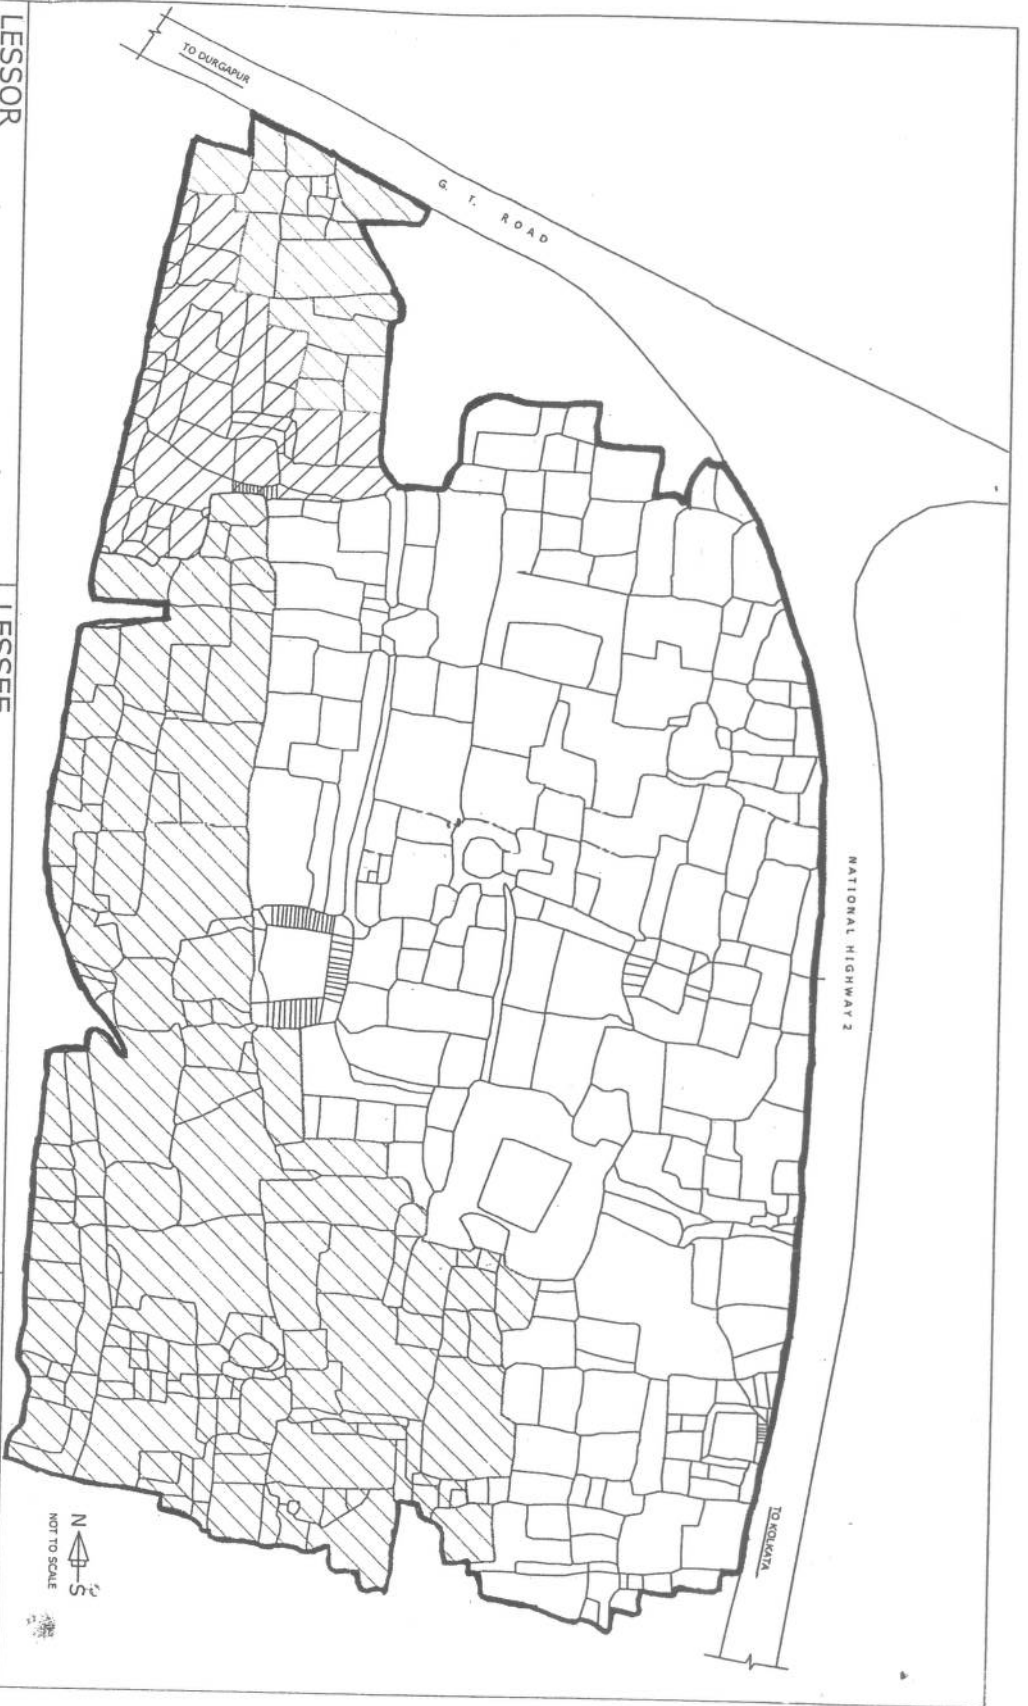 TO DURGAPUR
G. T. ROAD
NATIONAL HIGHWAY 2
TO KOLKATA
N
S
NOT TO SCALE
LESSOR
LESSEE